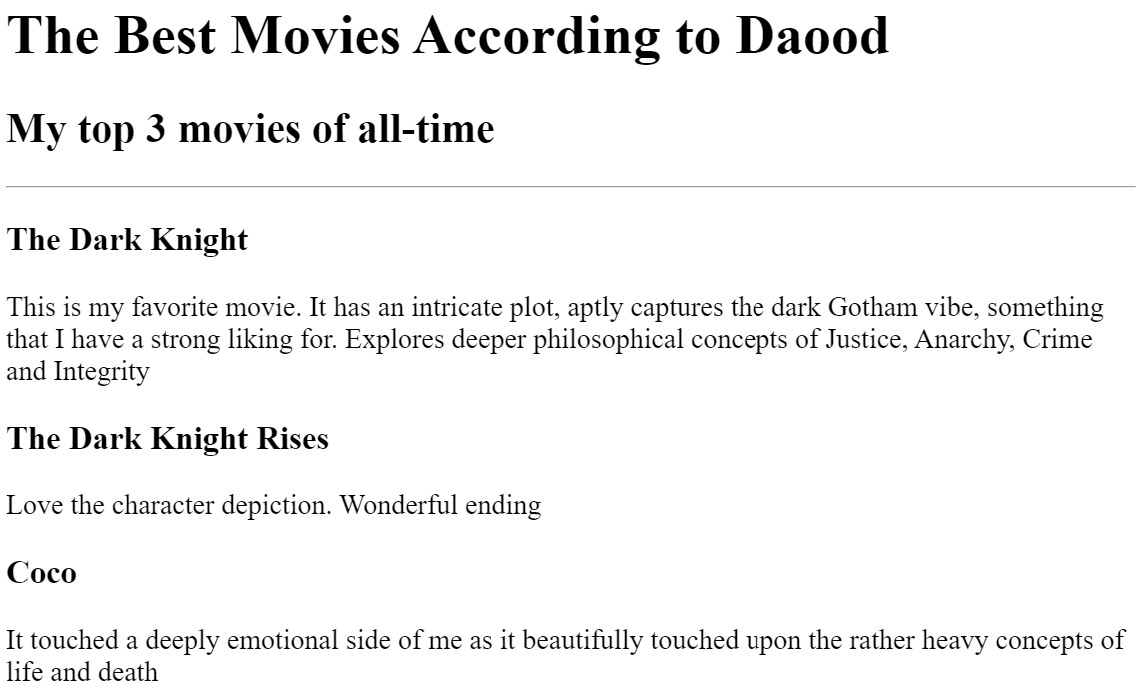 The Best Movies According to Daood
My top 3 movies of all-time
The Dark Knight
This is my favorite movie. It has an intricate plot, aptly captures the dark Gotham vibe, something
that I have a strong liking for. Explores deeper philosophical concepts of Justice, Anarchy, Crime
and Integrity
The Dark Knight Rises
Love the character depiction. Wonderful ending
Coco
It touched a deeply emotional side of me as it beautifully touched upon the rather heavy concepts of
life and death